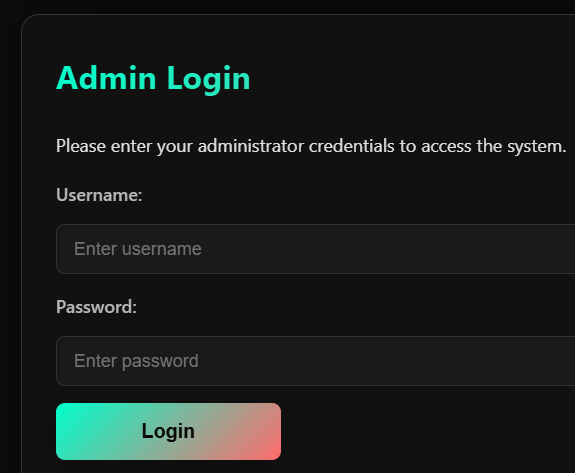 Admin Login
Please enter your administrator credentials to access the system.
Username:
Enter username
Password:
Enter password
Login